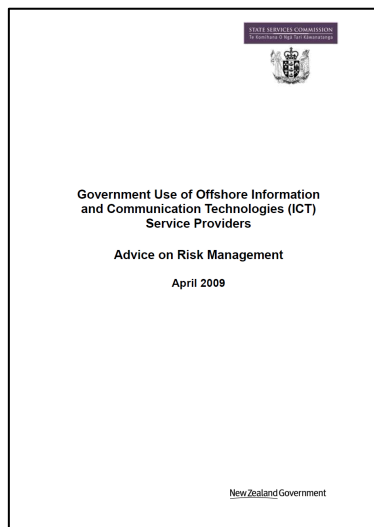 STATE SERVICES COMMISSION
Te Komihana O Ngā Tari Kāwanatanga
Government Use of Offshore Information
and Communication Technologies (ICT)
Service Providers
Advice on Risk Management
April 2009
New Zealand Government